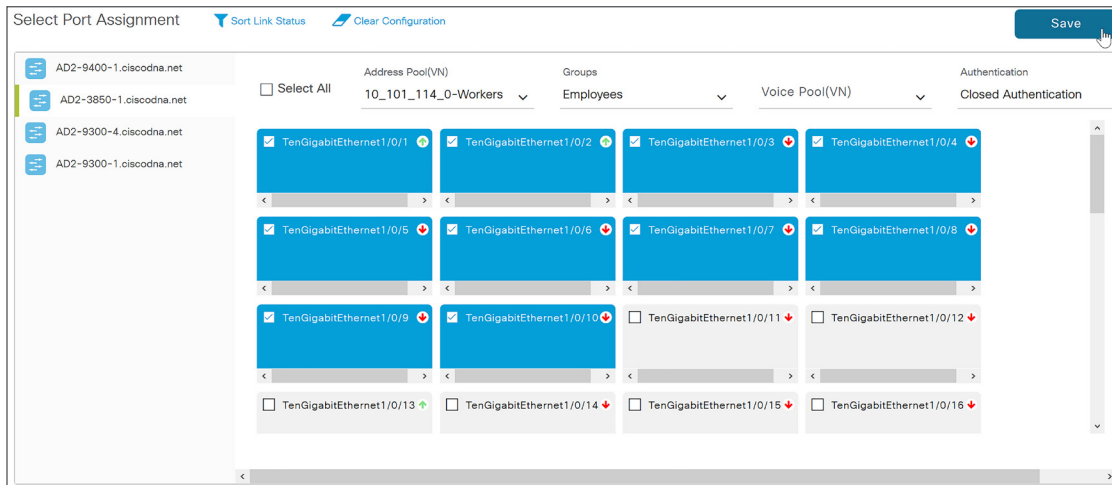 Select Port Assignment
Sort Link Status
Clear Configuration
Save
AD2-9400-1.ciscodna.net
AD2-3850-1.ciscodna.net
AD2-9300-4.ciscodna.net
AD2-9300-1.ciscodna.net
Select All
Address Pool(VN)
10_101_114_0-Workers
Groups
Employees
Voice Pool(VN)
Authentication
Closed Authentication
TenGigabitEthernet1/0/1
TenGigabitEthernet1/0/2
TenGigabitEthernet1/0/3
TenGigabitEthernet1/0/4
TenGigabitEthernet1/0/5
TenGigabitEthernet1/0/6
TenGigabitEthernet1/0/7
TenGigabitEthernet1/0/8
TenGigabitEthernet1/0/9
TenGigabitEthernet1/0/10
TenGigabitEthernet1/0/11
TenGigabitEthernet1/0/12
TenGigabitEthernet1/0/13
TenGigabitEthernet1/0/14
TenGigabitEthernet1/0/15
TenGigabitEthernet1/0/16